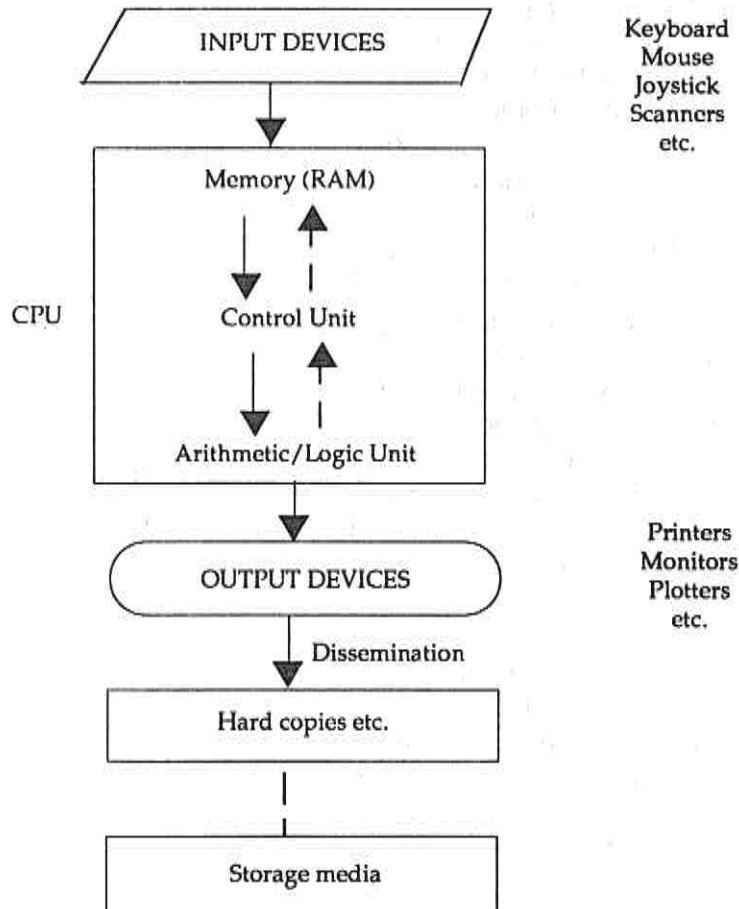 INPUT DEVICES
Keyboard
Mouse
Joystick
Scanners
etc.
Memory (RAM)
CPU
Control Unit
Arithmetic/Logic Unit
Printers
Monitors
Plotters
etc.
OUTPUT DEVICES
Dissemination
Hard copies etc.
Storage media